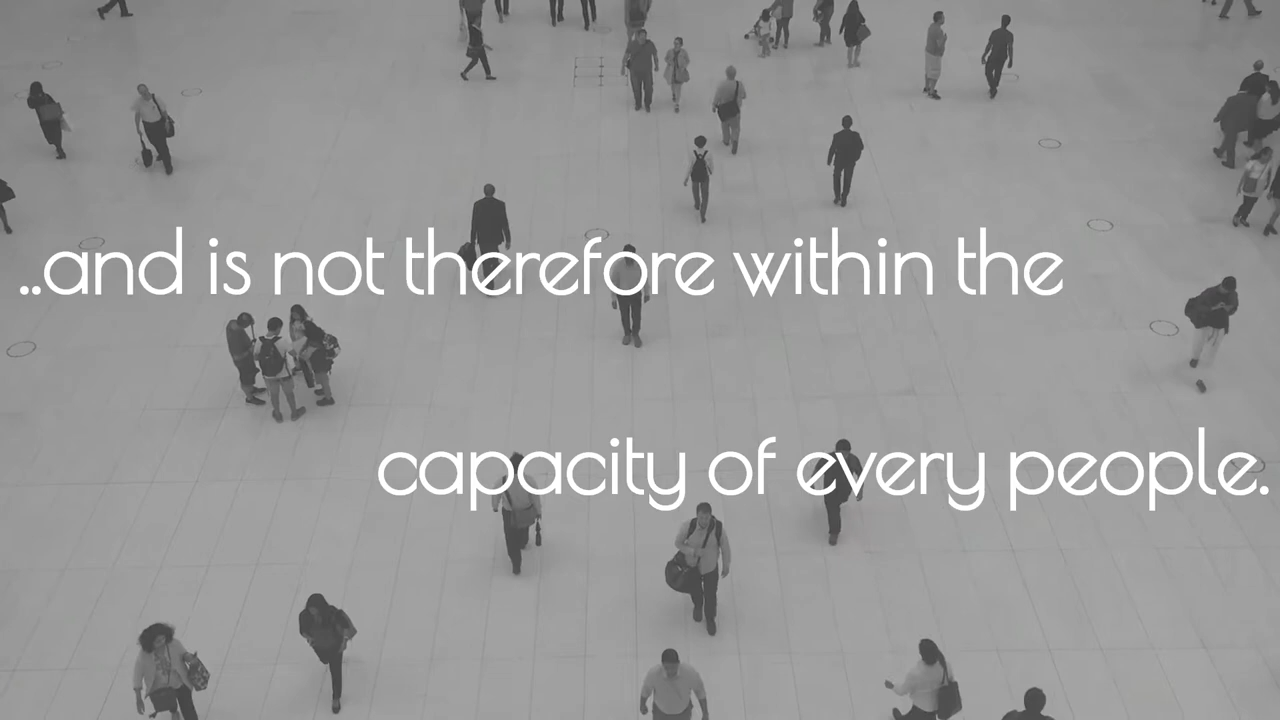 ..and is not therefore within the
capacity of every people.